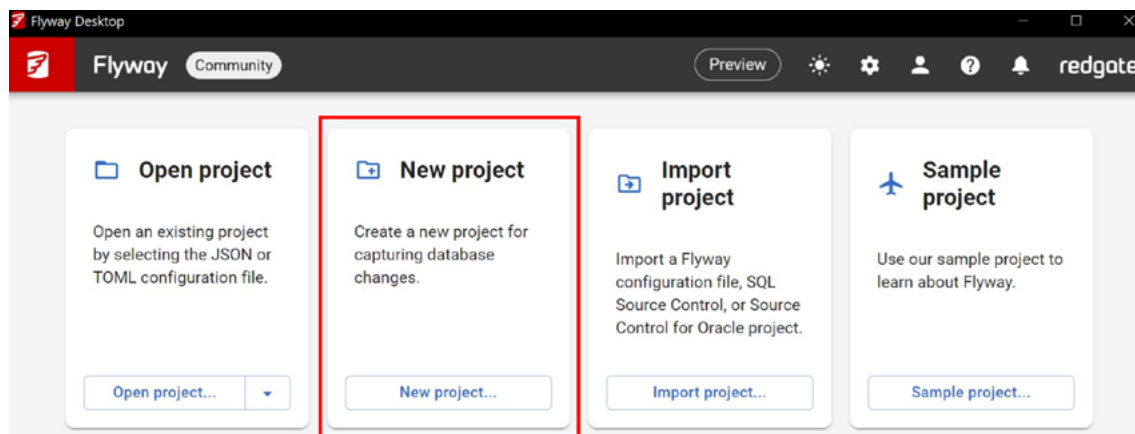 Flyway Desktop
Flyway Community Preview redgate
Open project
Open an existing project
by selecting the JSON or
TOML configuration file.
Open project...
New project
Create a new project for
capturing database
changes.
New project...
Import
project
Import a Flyway
configuration file, SQL
Source Control, or Source
Control for Oracle project.
Import project...
Sample
project
Use our sample project to
learn about Flyway.
Sample project...